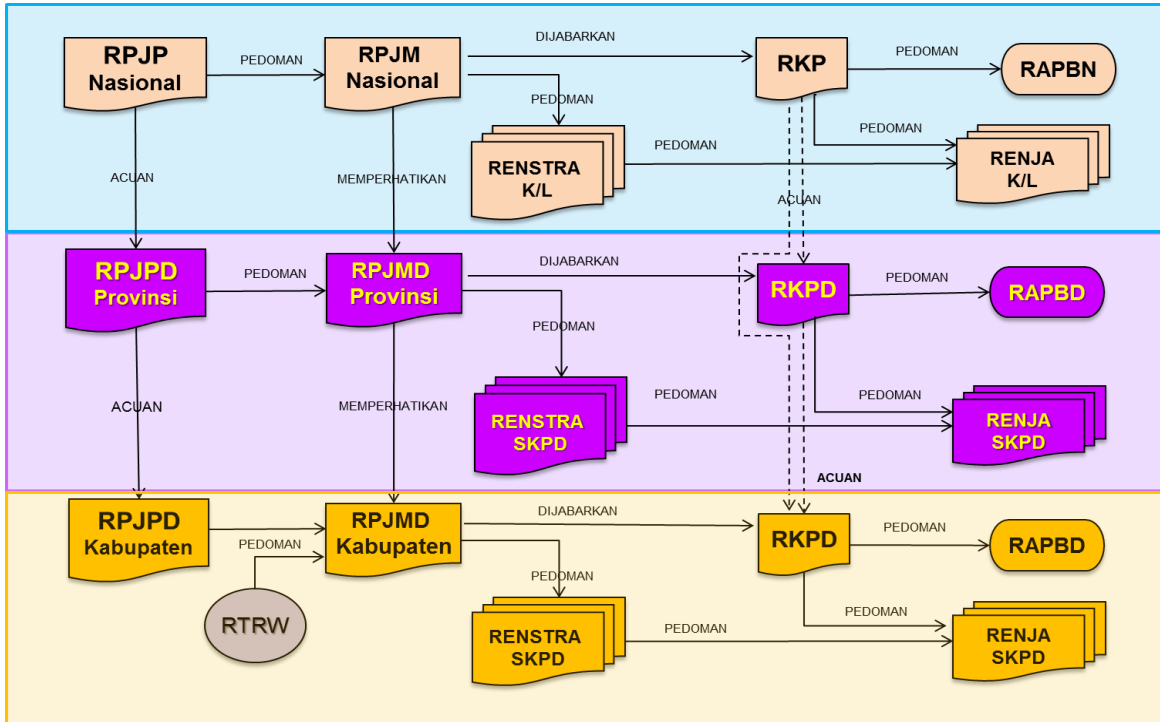 RPJP
Nasional
PEDOMAN
RPJM
Nasional
DIJABARKAN
RKP
PEDOMAN
RAPBN
PEDOMAN
RENSTRA
K/L
PEDOMAN
PEDOMAN
RENJA
K/L
ACUAN
MEMPERHATIKAN
ACUAN
RPJPD
Provinsi
PEDOMAN
RPJMD
Provinsi
DIJABARKAN
RKPD
PEDOMAN
RAPBD
PEDOMAN
RENSTRA
SKPD
PEDOMAN
PEDOMAN
RENJA
SKPD
ACUAN
MEMPERHATIKAN
ACUAN
RPJPD
Kabupaten
PEDOMAN
RTRW
RPJMD
Kabupaten
DIJABARKAN
RKPD
PEDOMAN
RAPBD
PEDOMAN
RENSTRA
SKPD
PEDOMAN
PEDOMAN
RENJA
SKPD